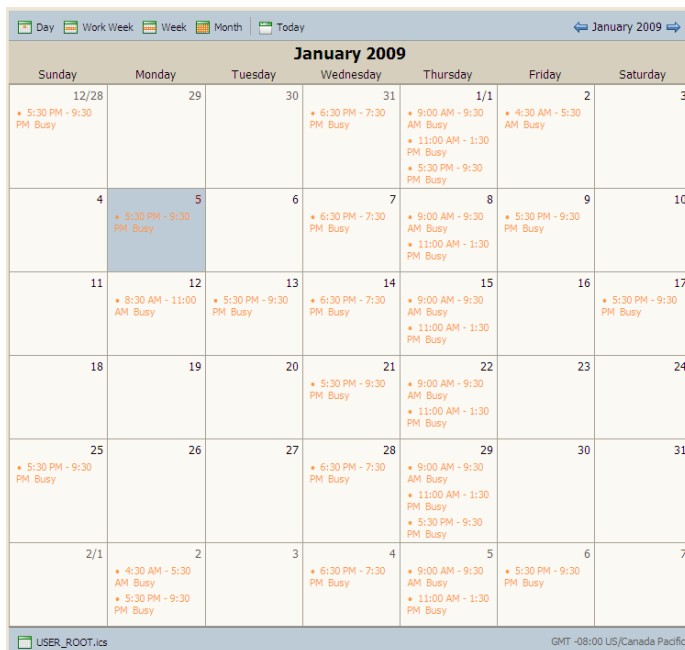 Day Work Week Week Month Today January 2009
January 2009
Sunday Monday Tuesday Wednesday Thursday Friday Saturday
12/28 29 30 31 1/1 2 3
• 5:30 PM - 9:30 • 6:30 PM - 7:30 • 9:00 AM - 9:30 • 4:30 AM - 5:30
PM Busy PM Busy AM Busy AM Busy
• 11:00 AM - 1:30
PM Busy
• 5:30 PM - 9:30
PM Busy
4 5 6 7 8 9 10
• 5:30 PM - 9:30 • 6:30 PM - 7:30 • 9:00 AM - 9:30 • 5:30 PM - 9:30
PM Busy PM Busy AM Busy PM Busy
• 11:00 AM - 1:30
PM Busy
11 12 13 14 15 16 17
• 8:30 AM - 11:00 • 5:30 PM - 9:30 • 6:30 PM - 7:30 • 9:00 AM - 9:30 • 5:30 PM - 9:30
AM Busy PM Busy PM Busy AM Busy PM Busy
• 11:00 AM - 1:30
PM Busy
18 19 20 21 22 23 24
• 5:30 PM - 9:30 • 9:00 AM - 9:30
PM Busy AM Busy
• 11:00 AM - 1:30
PM Busy
25 26 27 28 29 30 31
• 5:30 PM - 9:30 • 6:30 PM - 7:30 • 9:00 AM - 9:30
PM Busy PM Busy AM Busy
• 11:00 AM - 1:30
PM Busy
• 5:30 PM - 9:30
PM Busy
2/1 2 3 4 5 6 7
• 4:30 AM - 5:30 • 6:30 PM - 7:30 • 9:00 AM - 9:30 • 5:30 PM - 9:30
AM Busy PM Busy AM Busy PM Busy
• 5:30 PM - 9:30 • 11:00 AM - 1:30
PM Busy PM Busy
USER_ROOT.ics GMT -08:00 US/Canada Pacific